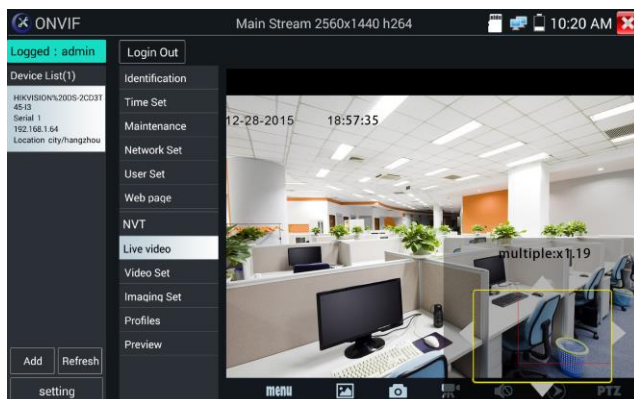 ONVIF
Main Stream 2560x1440 h264
10:20 AM
Logged : admin
Login Out
Device List(1)
HIKVISION%20DS-2CD3T
45-I3
Serial 1
192.168.1.64
Location city/hangzhou
Identification
Time Set
Maintenance
Network Set
User Set
Web page
NVT
Live video
Video Set
Imaging Set
Profiles
Preview
12-28-2015 18:57:35
multiple:x1.19
Add
Refresh
setting
menu
PTZ